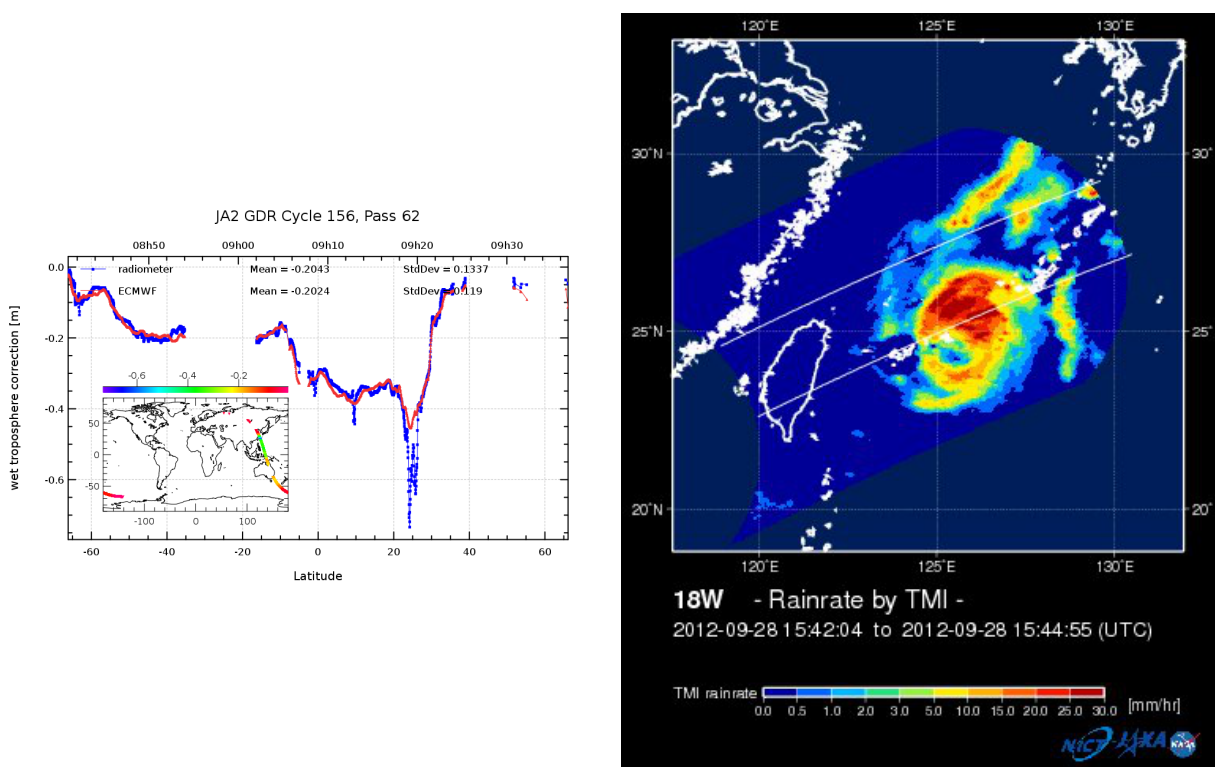 JA2 GDR Cycle 156, Pass 62
08h50 09h00 09h10 09h20 09h30
radiometer Mean = -0.2043 StdDev = 0.1337
ECMWF Mean = -0.2024 StdDev = 0.119
wet troposphere correction [m]
0.0
-0.2
-0.4
-0.6
-0.6 -0.4 -0.2
50
0
-50
-100 0 100
-60 -40 -20 0 20 40 60
Latitude
120°E 125°E 130°E
30°N 30°
25°N 25°
20°N 20°
120°E 125°E 130°E
18W - Rainrate by TMI -
2012-09-28 15:42:04 to 2012-09-28 15:44:55 (UTC)
TMI rainrate
0.0 0.5 1.0 2.0 3.0 5.0 10.0 15.0 20.0 25.0 30.0 [mm/hr]
NiCT JAXA NASA